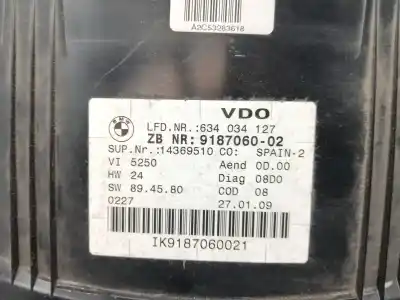 A2C53283618
VDO
LFD.NR.:634 034 127
ZB NR: 9187060-02
SUP.Nr.:14369510 CO: SPAIN-2
VI 5250 Aend 0D.00
HW 24 Diag 08D0
SW 89.45.80 COD 08
0227 27.01.09
IK9187060021